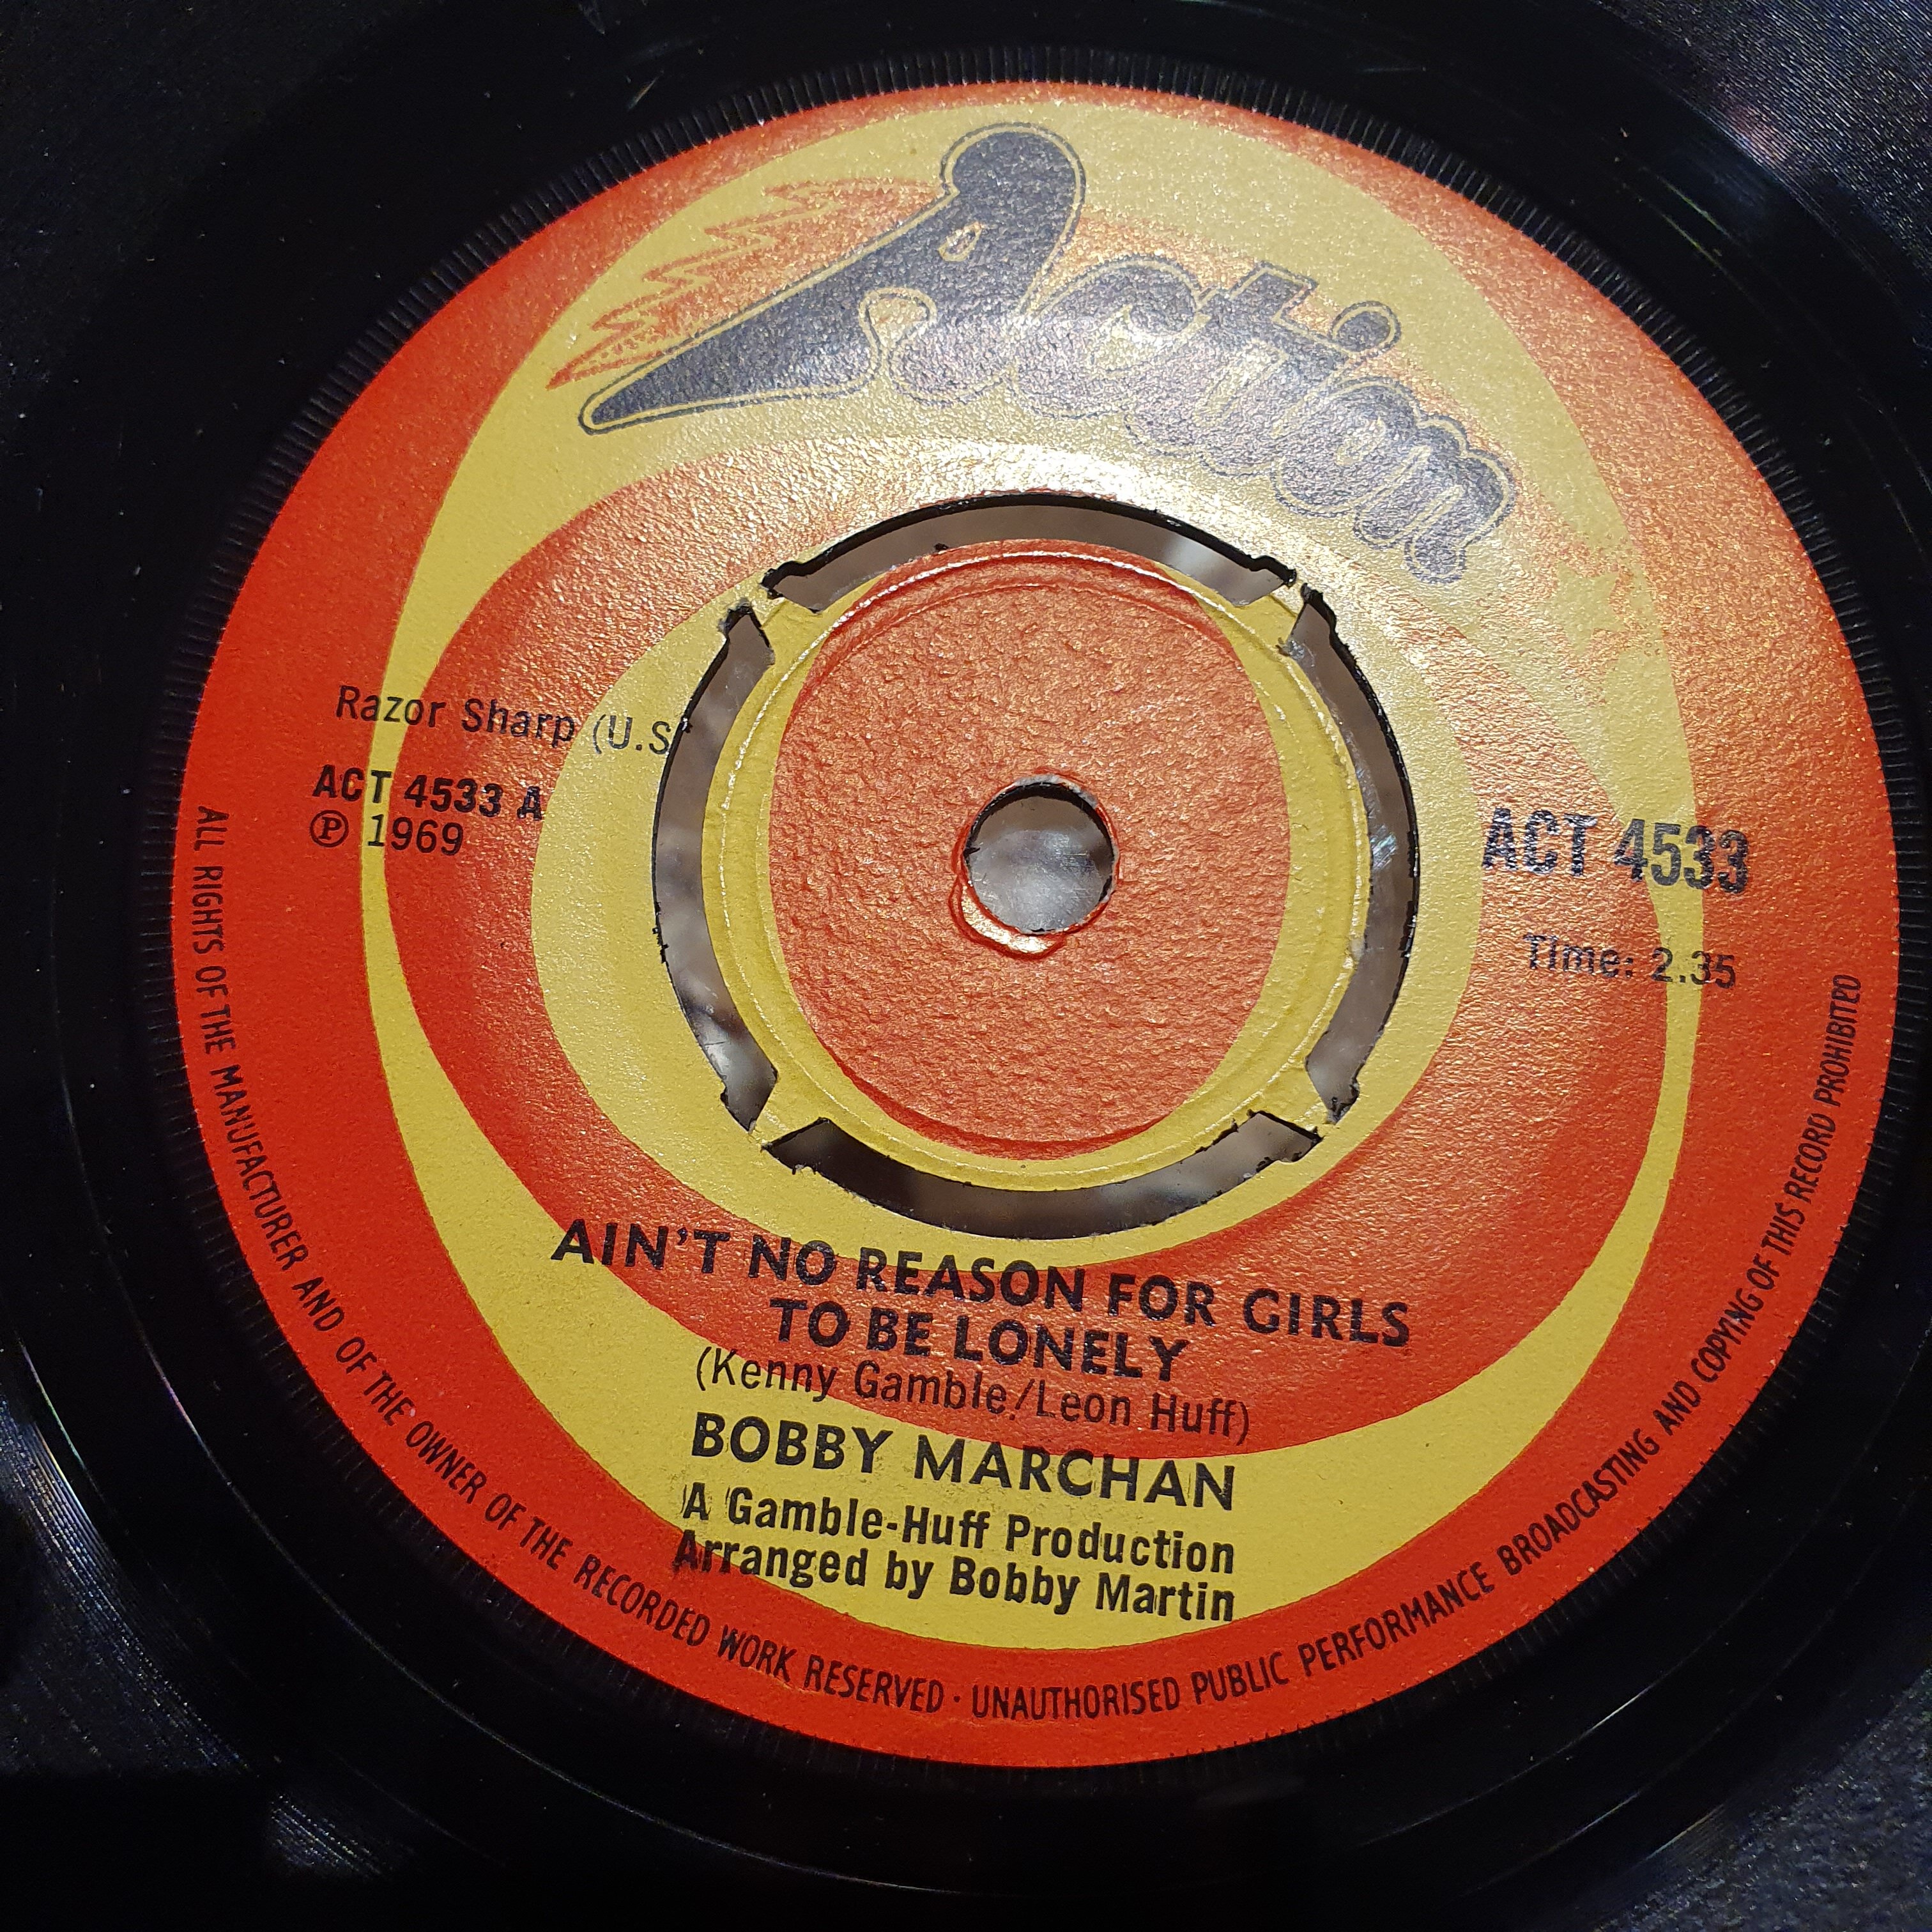 Action
Razor Sharp (U.S
ACT 4533 A
℗ 1969
ACT 4533
Time: 2.35
AIN'T NO REASON FOR GIRLS
TO BE LONELY
(Kenny Gamble/Leon Huff)
BOBBY MARCHAN
A Gamble-Huff Production
Arranged by Bobby Martin
ALL RIGHTS OF THE MANUFACTURER AND OF THE OWNER OF THE RECORDED WORK RESERVED · UNAUTHORISED PUBLIC PERFORMANCE BROADCASTING AND COPYING OF THIS RECORD PROHIBITED